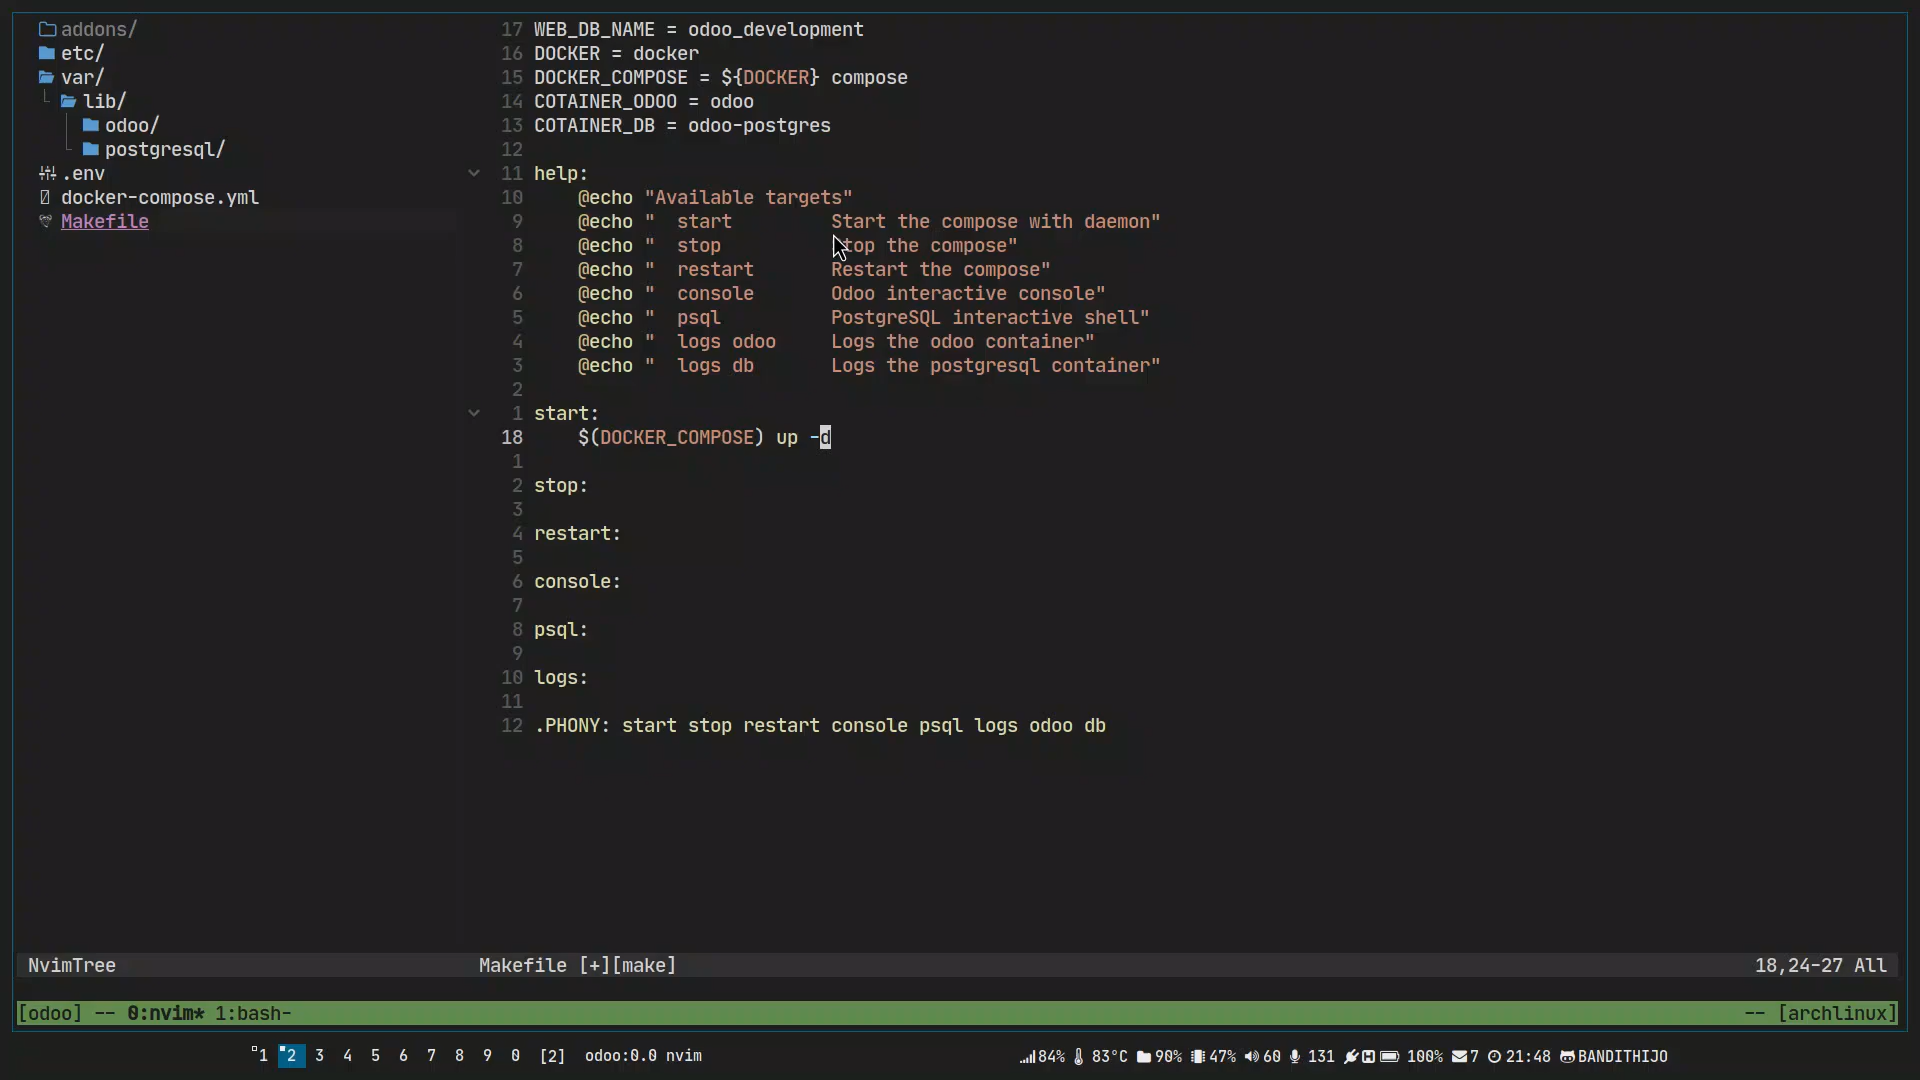 addons/
etc/
var/
lib/
odoo/
postgresql/
.env
docker-compose.yml
Makefile
17 WEB_DB_NAME = odoo_development
16 DOCKER = docker
15 DOCKER_COMPOSE = ${DOCKER} compose
14 COTAINER_ODOO = odoo
13 COTAINER_DB = odoo-postgres
12
11 help:
10 @echo "Available targets"
9 @echo "  start         Start the compose with daemon"
8 @echo "  stop          Stop the compose"
7 @echo "  restart       Restart the compose"
6 @echo "  console       Odoo interactive console"
5 @echo "  psql          PostgreSQL interactive shell"
4 @echo "  logs odoo     Logs the odoo container"
3 @echo "  logs db       Logs the postgresql container"
2
1 start:
18 $(DOCKER_COMPOSE) up -d
1
2 stop:
3
4 restart:
5
6 console:
7
8 psql:
9
10 logs:
11
12 .PHONY: start stop restart console psql logs odoo db
NvimTree Makefile [+][make] 18,24-27 All
[odoo] -- 0:nvim* 1:bash- -- [archlinux]
1 2 3 4 5 6 7 8 9 0 [2] odoo:0.0 nvim 84% 83°C 90% 47% 60 131 H 100% 7 21:48 BANDITHIJO